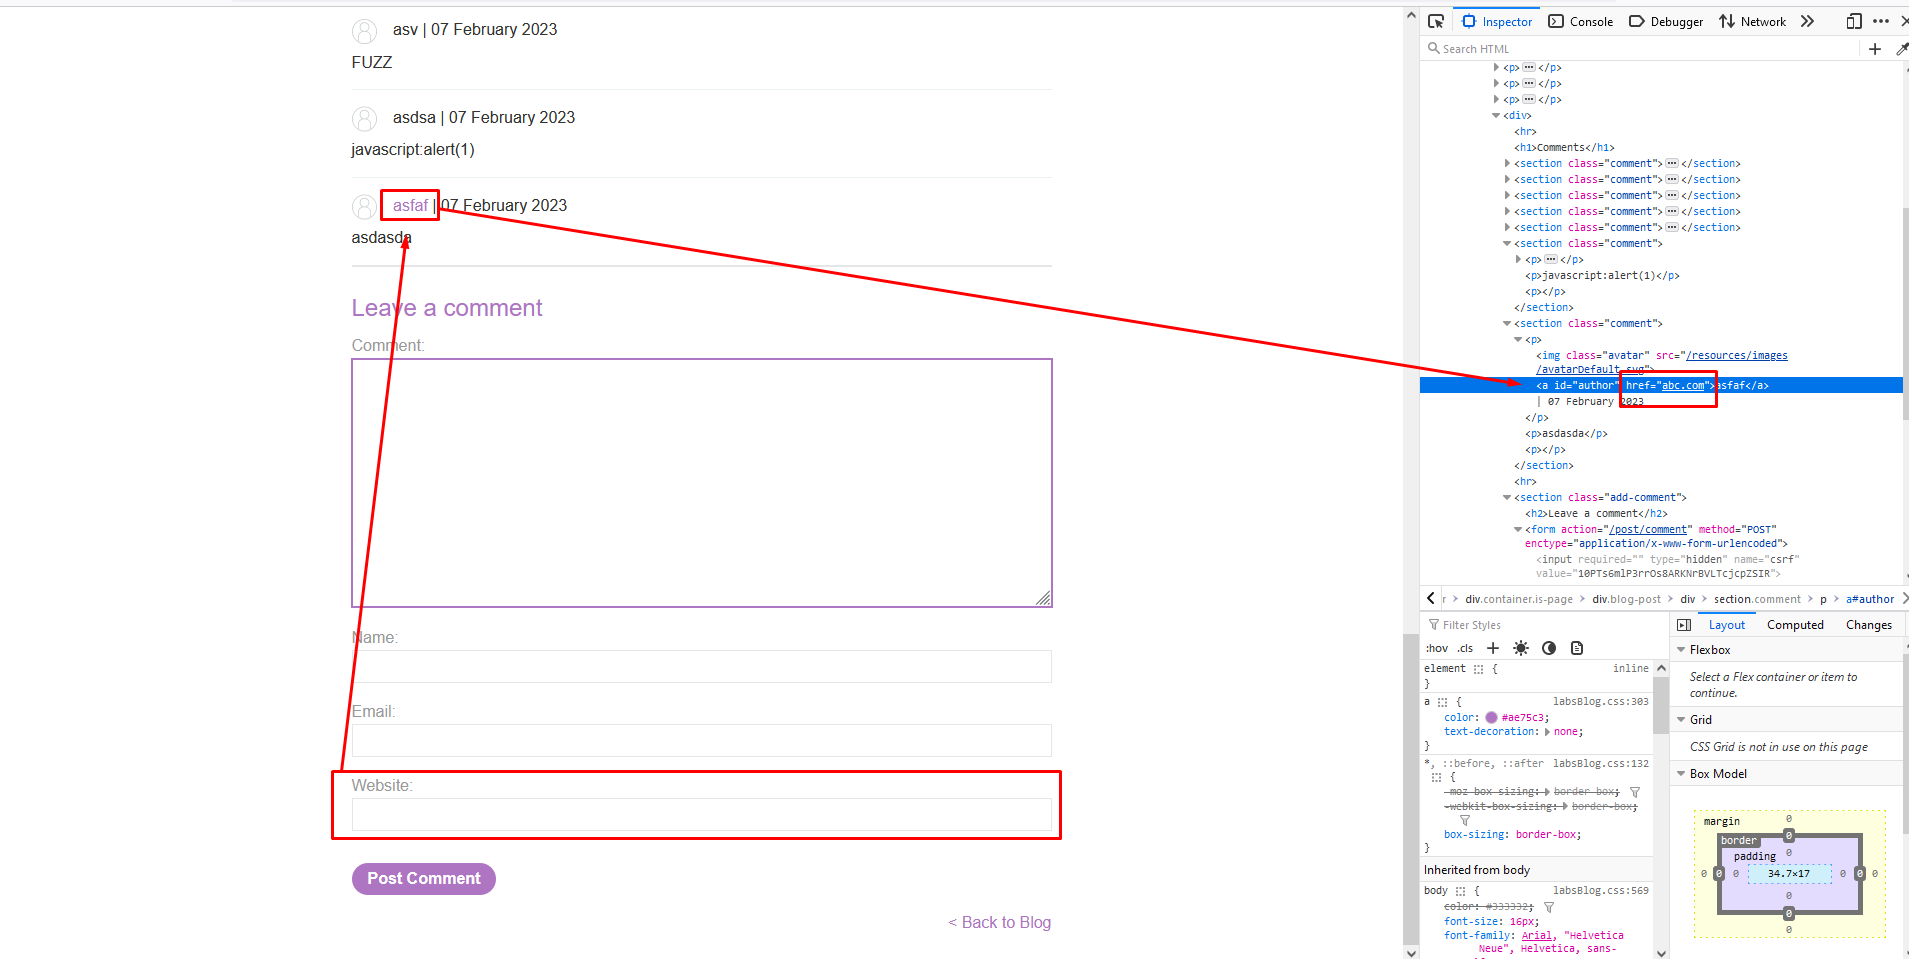 asv | 07 February 2023
FUZZ
asdsa | 07 February 2023
javascript:alert(1)
asfaf | 07 February 2023
asdasda
Leave a comment
Comment:
Name:
Email:
Website:
Post Comment
< Back to Blog
Inspector
Console
Debugger
Network
Search HTML
<p> </p>
<p> </p>
<p> </p>
<div>
<hr>
<h1>Comments</h1>
<section class="comment"> </section>
<section class="comment"> </section>
<section class="comment"> </section>
<section class="comment"> </section>
<section class="comment"> </section>
<section class="comment">
<p> </p>
<p>javascript:alert(1)</p>
<p></p>
</section>
<section class="comment">
<p>
<img class="avatar" src="/resources/images
/avatarDefault.svg">
<a id="author" href="abc.com">asfaf</a>
| 07 February 2023
</p>
<p>asdasda</p>
<p></p>
</section>
<hr>
<section class="add-comment">
<h2>Leave a comment</h2>
<form action="/post/comment" method="POST"
enctype="application/x-www-form-urlencoded">
<input required="" type="hidden" name="csrf"
value="10PTs6mlP3rrOs8ARKNrBVLTcjcpZSIR">
r > div.container.is-page > div.blog-post > div > section.comment > p > a#author
Filter Styles
:hov .cls
element { inline
}
a { labsBlog.css:303
color: #ae75c3;
text-decoration: none;
}
*, ::before, ::after labsBlog.css:132
{
-moz-box-sizing: border-box;
-webkit-box-sizing: border-box;
box-sizing: border-box;
}
Inherited from body
body { labsBlog.css:569
color: #333332;
font-size: 16px;
font-family: Arial, "Helvetica
Neue", Helvetica, sans-
Layout Computed Changes
Flexbox
Select a Flex container or item to
continue.
Grid
CSS Grid is not in use on this page
Box Model
margin 0
border 0
padding 0
0 0 0 34.7×17 0 0 0
0
0
0